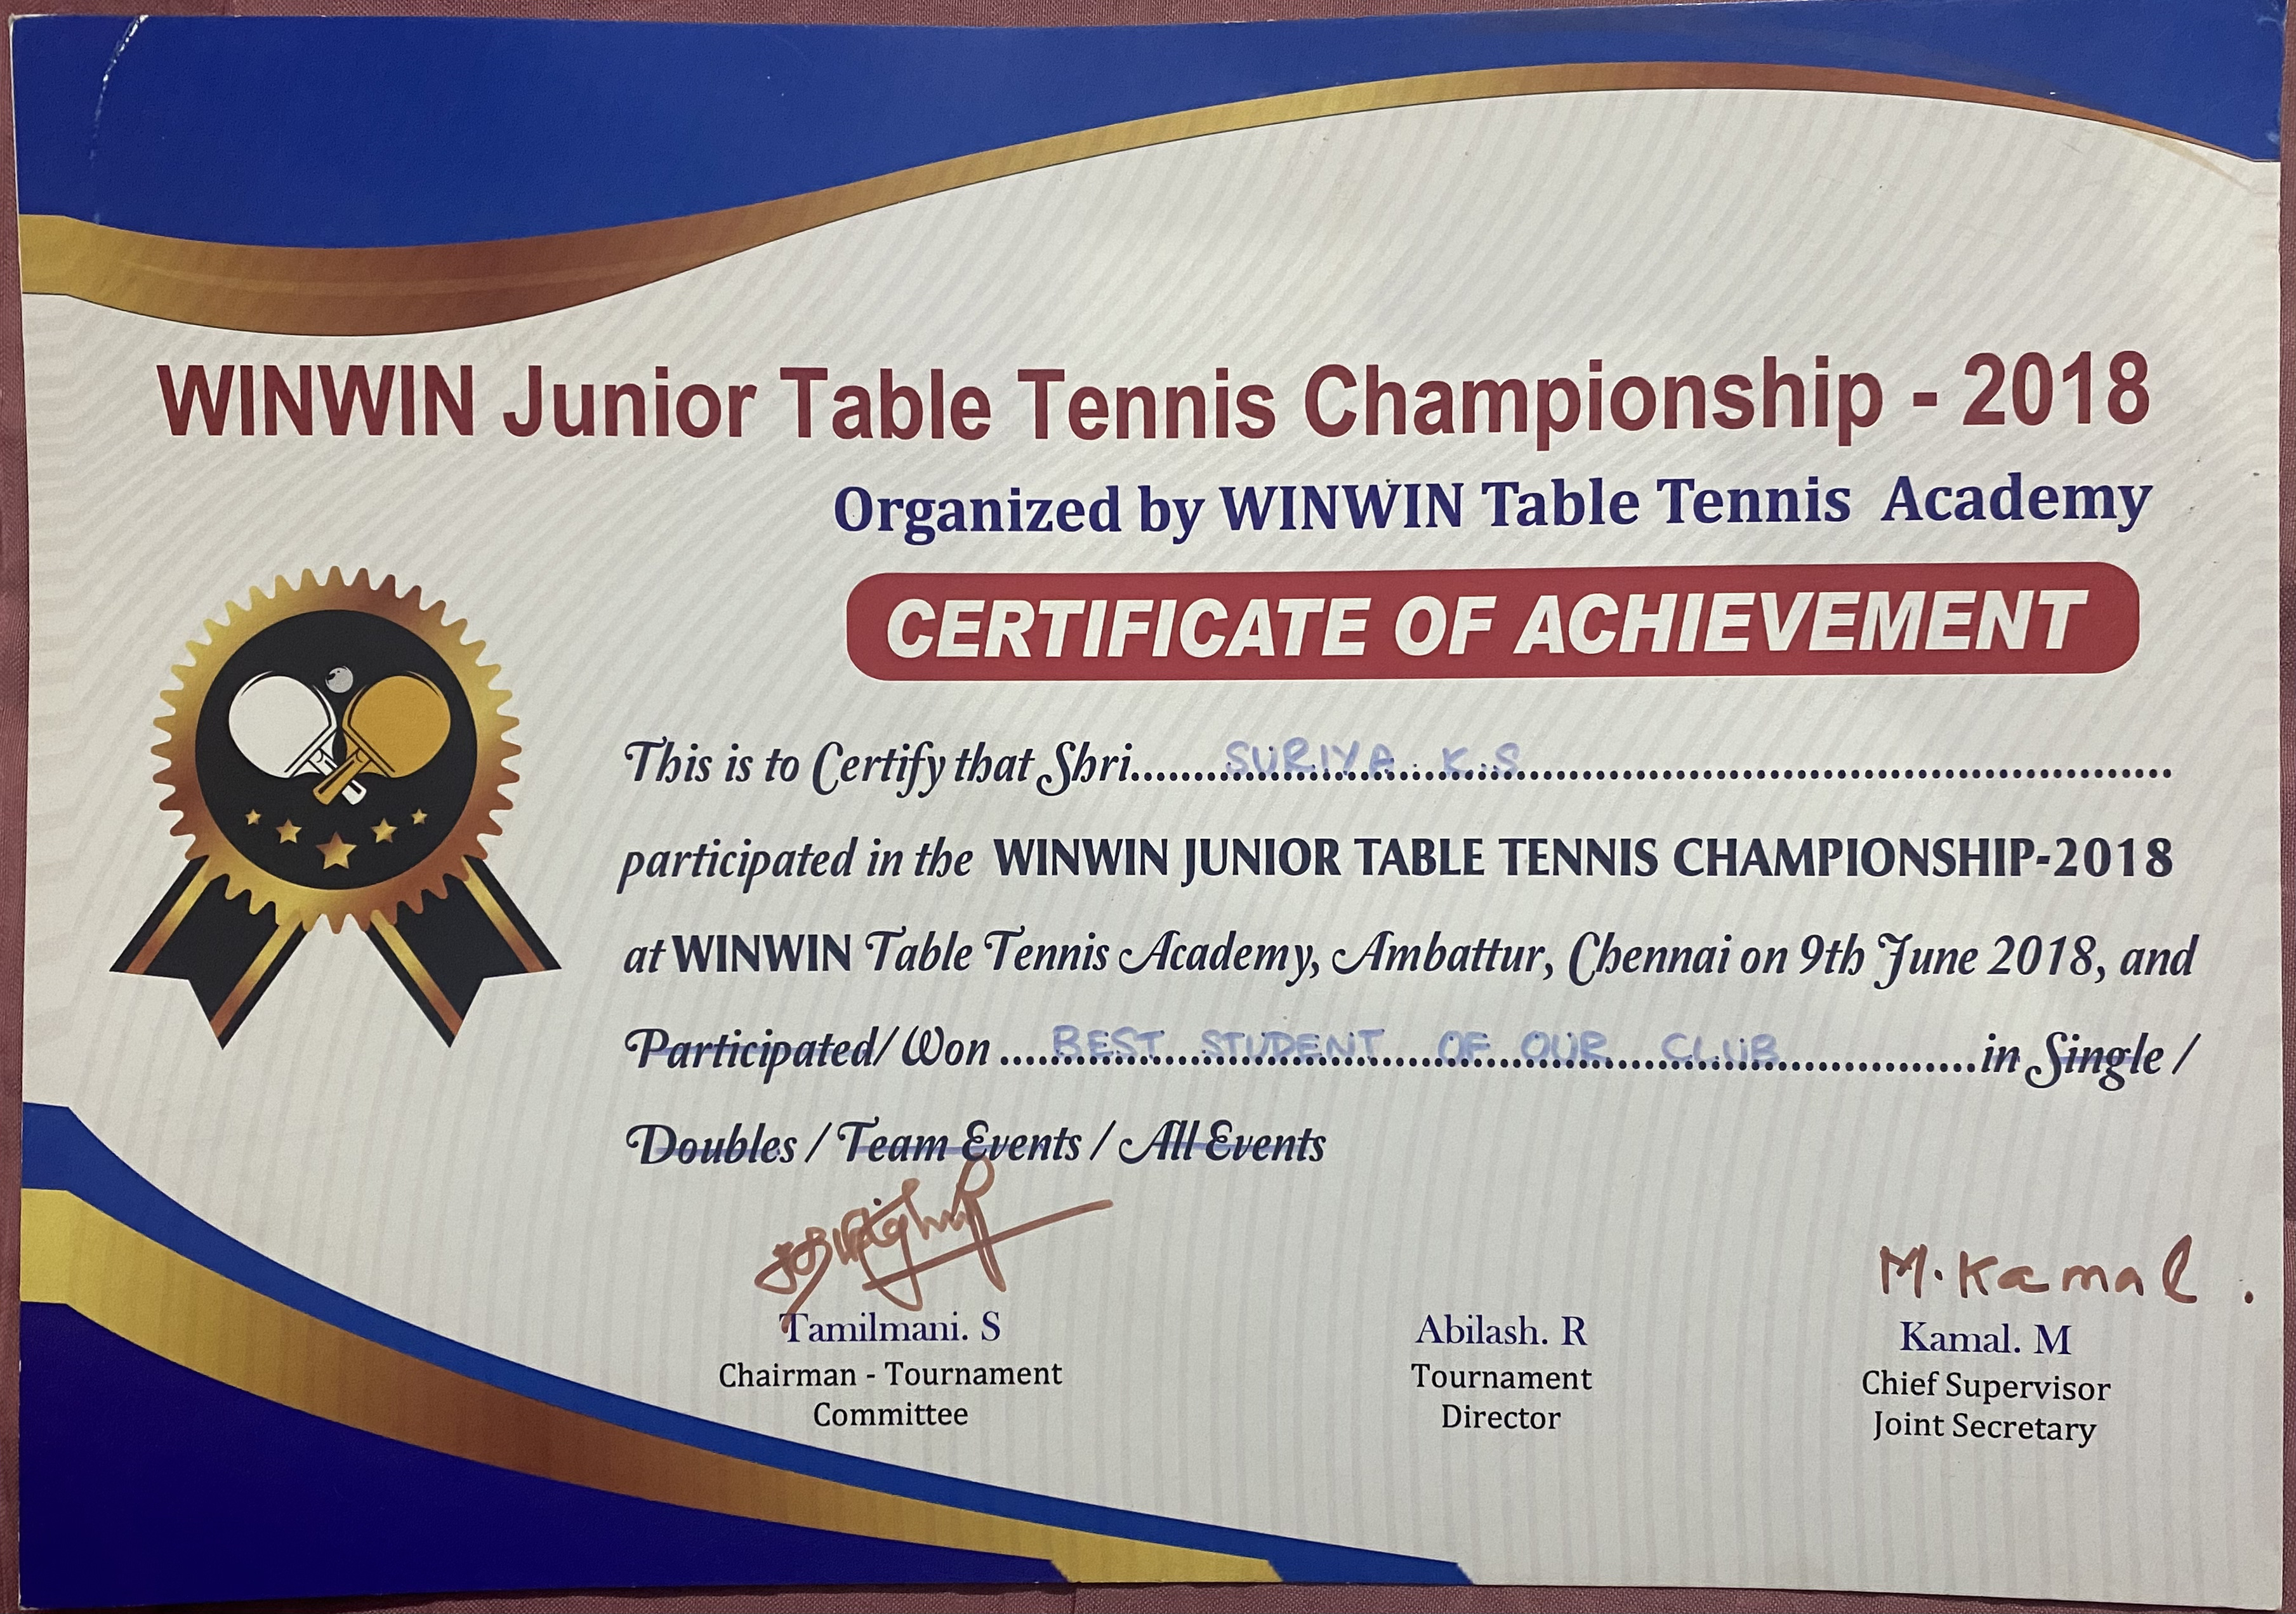 WINWIN Junior Table Tennis Championship - 2018
Organized by WINWIN Table Tennis Academy
CERTIFICATE OF ACHIEVEMENT
This is to Certify that Shri.......SURIYA. K.S.......
participated in the WINWIN JUNIOR TABLE TENNIS CHAMPIONSHIP-2018
at WINWIN Table Tennis Academy, Ambattur, Chennai on 9th June 2018, and
Participated/Won .......BEST STUDENT OF OUR CLUB.......in Single /
Doubles / Team Events / All Events
M. Kamal.
Tamilmani. S
Chairman - Tournament
Committee
Abilash. R
Tournament
Director
Kamal. M
Chief Supervisor
Joint Secretary